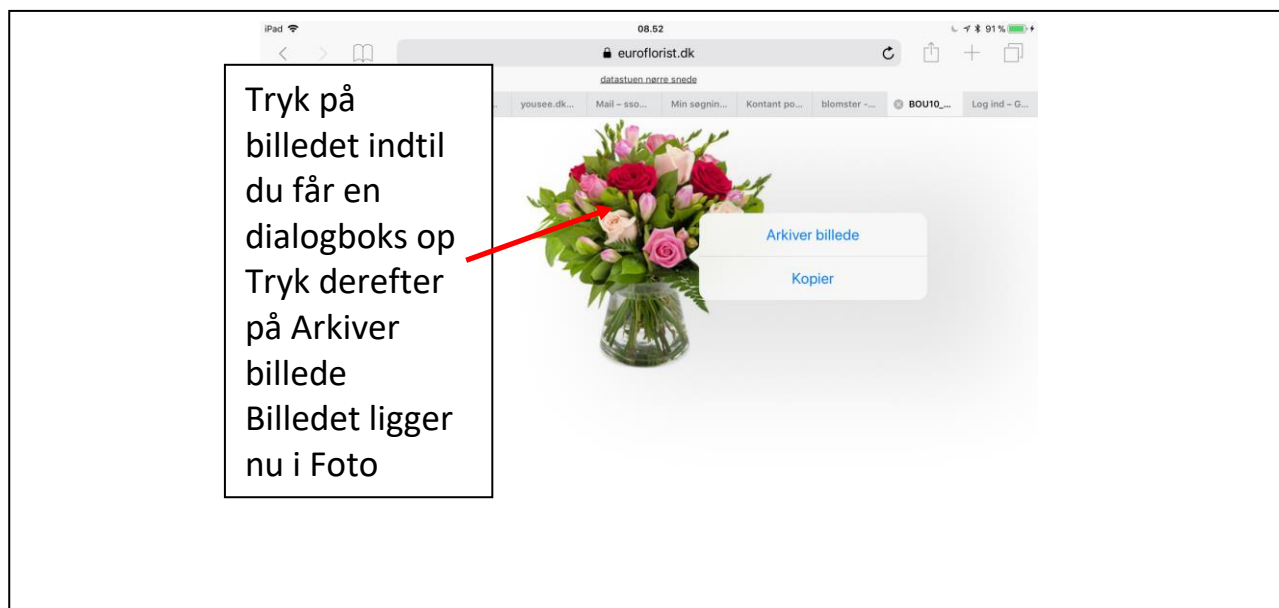 iPad 08.52 91 %
euroflorist.dk
datastuen nørre snede
yousee.dk... Mail – sso... Min søgnin... Kontant po... blomster -... BOU10_... Log ind – G...
Tryk på
billedet indtil
du får en
dialogboks op
Tryk derefter
på Arkiver
billede
Billedet ligger
nu i Foto
Arkiver billede
Kopier